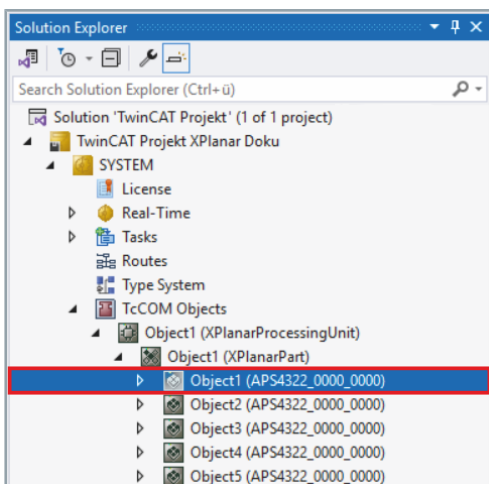 Solution Explorer
Search Solution Explorer (Ctrl+ü)
Solution 'TwinCAT Projekt' (1 of 1 project)
TwinCAT Projekt XPlanar Doku
SYSTEM
License
Real-Time
Tasks
Routes
Type System
TcCOM Objects
Object1 (XPlanarProcessingUnit)
Object1 (XPlanarPart)
Object1 (APS4322_0000_0000)
Object2 (APS4322_0000_0000)
Object3 (APS4322_0000_0000)
Object4 (APS4322_0000_0000)
Object5 (APS4322_0000_0000)